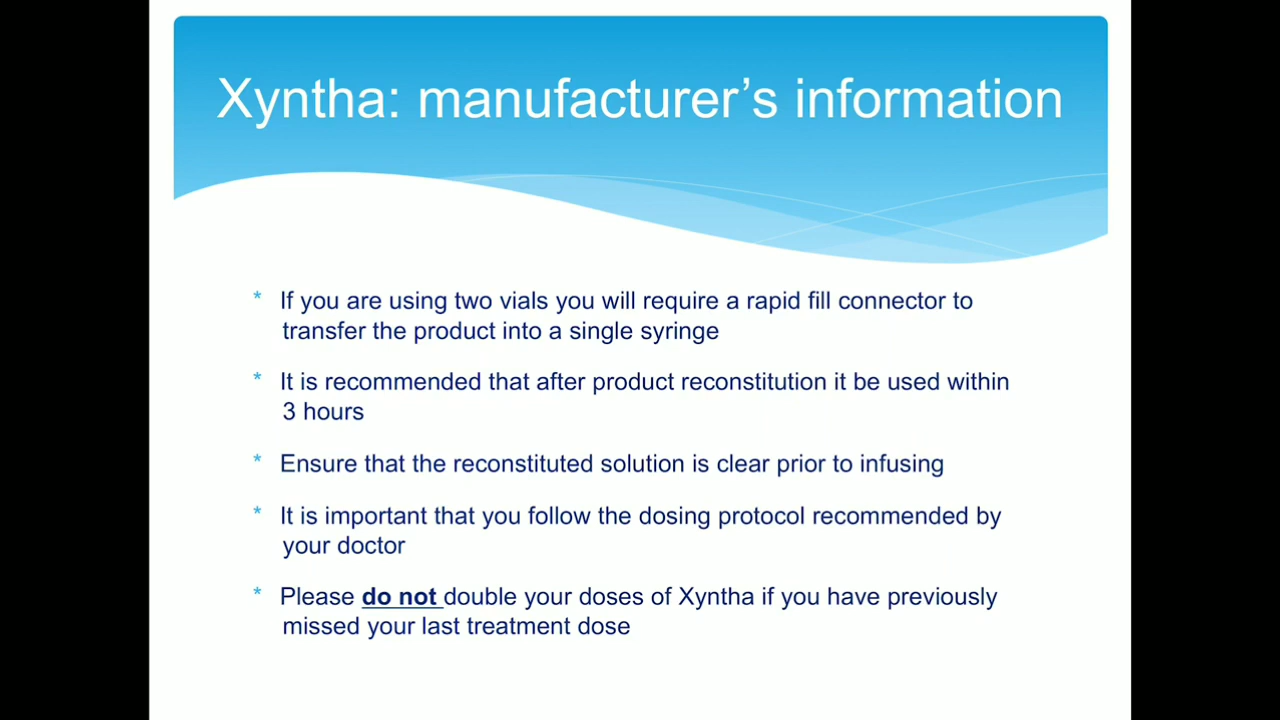 Xyntha: manufacturer’s information
* If you are using two vials you will require a rapid fill connector to
transfer the product into a single syringe
* It is recommended that after product reconstitution it be used within
3 hours
* Ensure that the reconstituted solution is clear prior to infusing
* It is important that you follow the dosing protocol recommended by
your doctor
* Please do not double your doses of Xyntha if you have previously
missed your last treatment dose